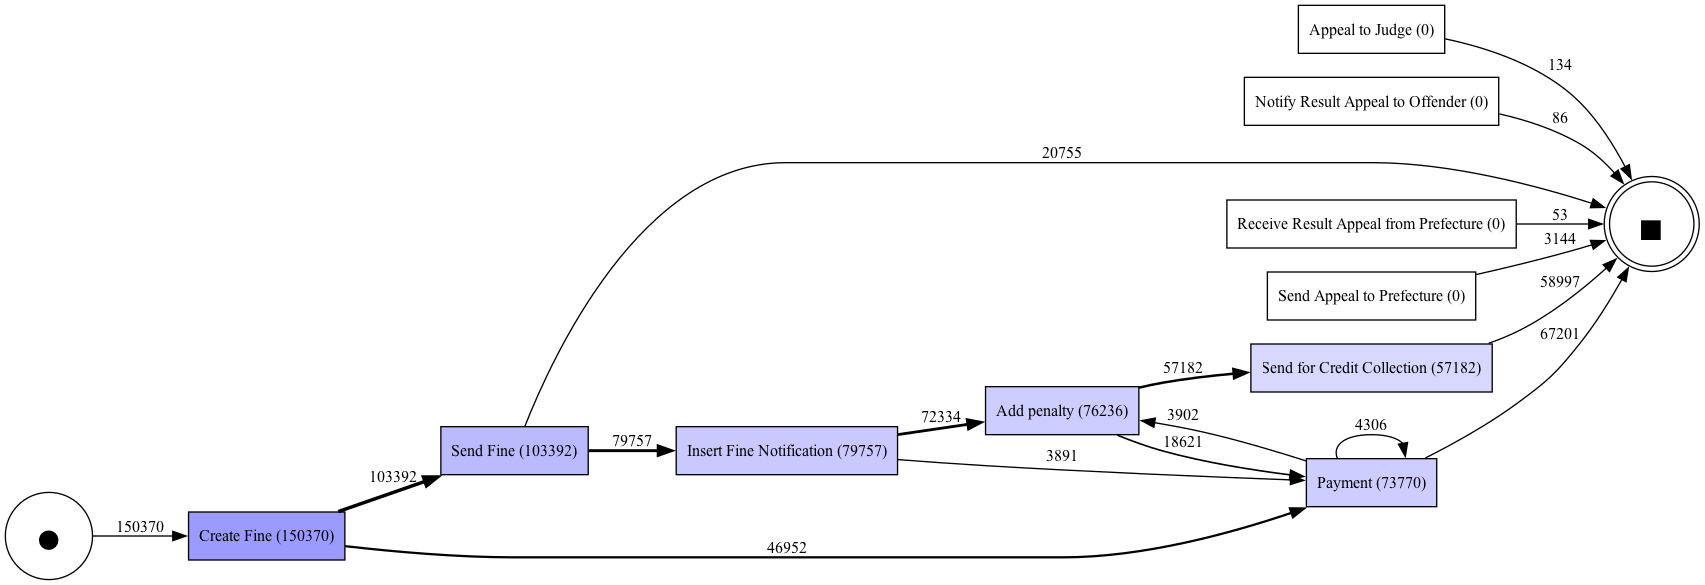 Appeal to Judge (0)
134
Notify Result Appeal to Offender (0)
86
20755
Receive Result Appeal from Prefecture (0)
53
3144
Send Appeal to Prefecture (0)
58997
67201
57182
Send for Credit Collection (57182)
72334
Add penalty (76236)
3902
18621
4306
79757
Send Fine (103392)
Insert Fine Notification (79757)
3891
103392
Payment (73770)
150370
Create Fine (150370)
46952